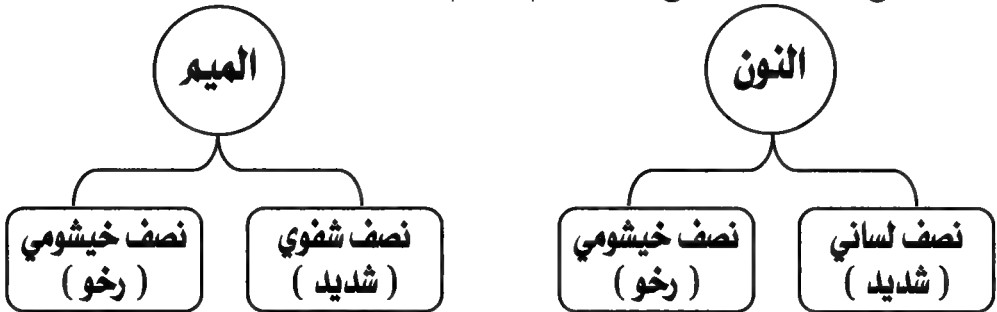 النون
نصف لساني
( شديد )
نصف خيشومي
( رخو )
الميم
نصف شفوي
( شديد )
نصف خيشومي
( رخو )